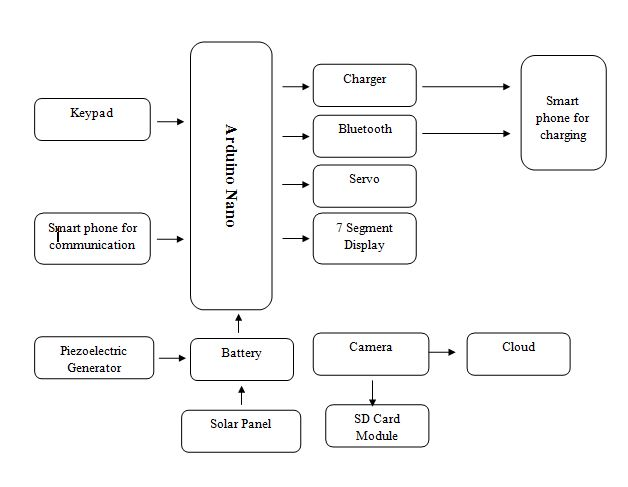 Keypad
Smart phone for
communication
Arduino Nano
Charger
Bluetooth
Servo
7 Segment
Display
Smart
phone for
charging
Piezoelectric
Generator
Battery
Solar Panel
Camera
Cloud
SD Card
Module